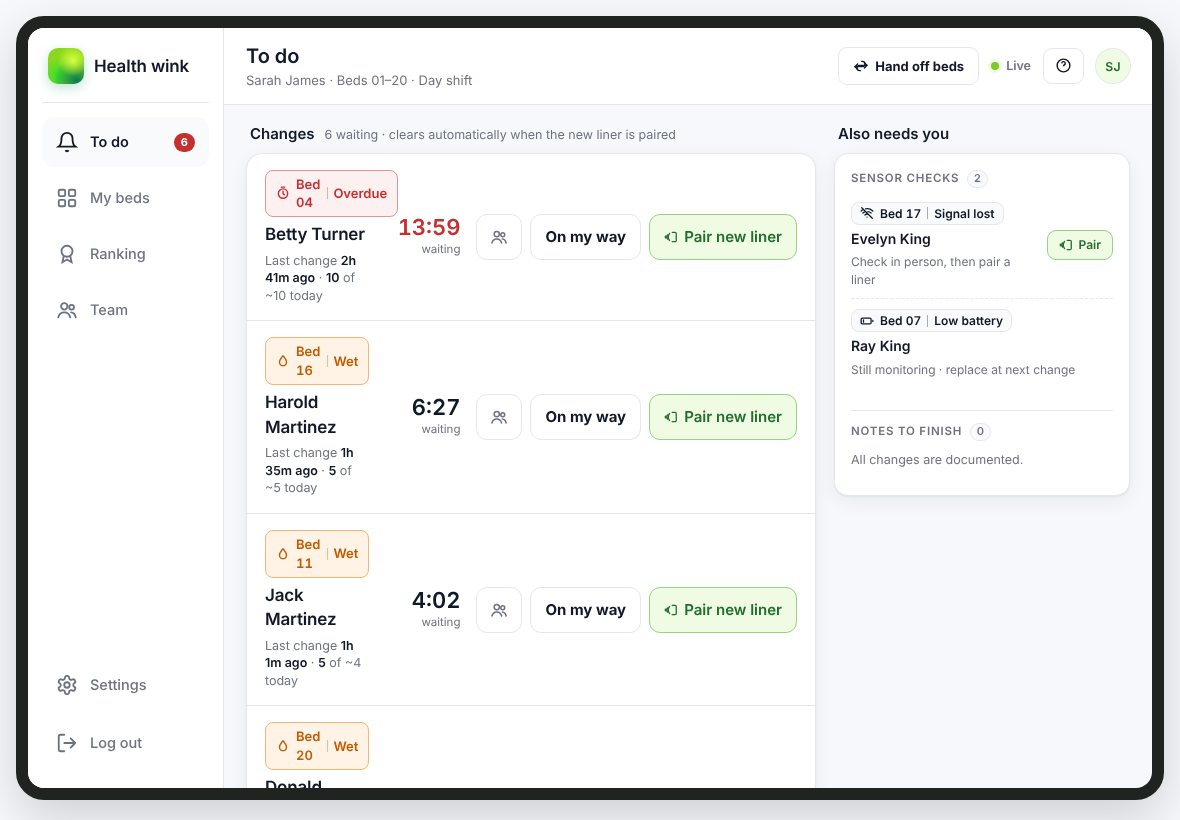 Health wink
To do
6
My beds
Ranking
Team
Settings
Log out
To do
Sarah James · Beds 01–20 · Day shift
Hand off beds
Live
SJ
Changes
6 waiting · clears automatically when the new liner is paired
Bed
04
Overdue
Betty Turner
Last change 2h
41m ago · 10 of
~10 today
13:59
waiting
On my way
Pair new liner
Bed
16
Wet
Harold
Martinez
Last change 1h
35m ago · 5 of
~5 today
6:27
waiting
On my way
Pair new liner
Bed
11
Wet
Jack
Martinez
Last change 1h
1m ago · 5 of ~4
today
4:02
waiting
On my way
Pair new liner
Bed
20
Wet
Donald
Also needs you
SENSOR CHECKS 2
Bed 17 | Signal lost
Evelyn King
Check in person, then pair a
liner
Pair
Bed 07 | Low battery
Ray King
Still monitoring · replace at next change
NOTES TO FINISH 0
All changes are documented.